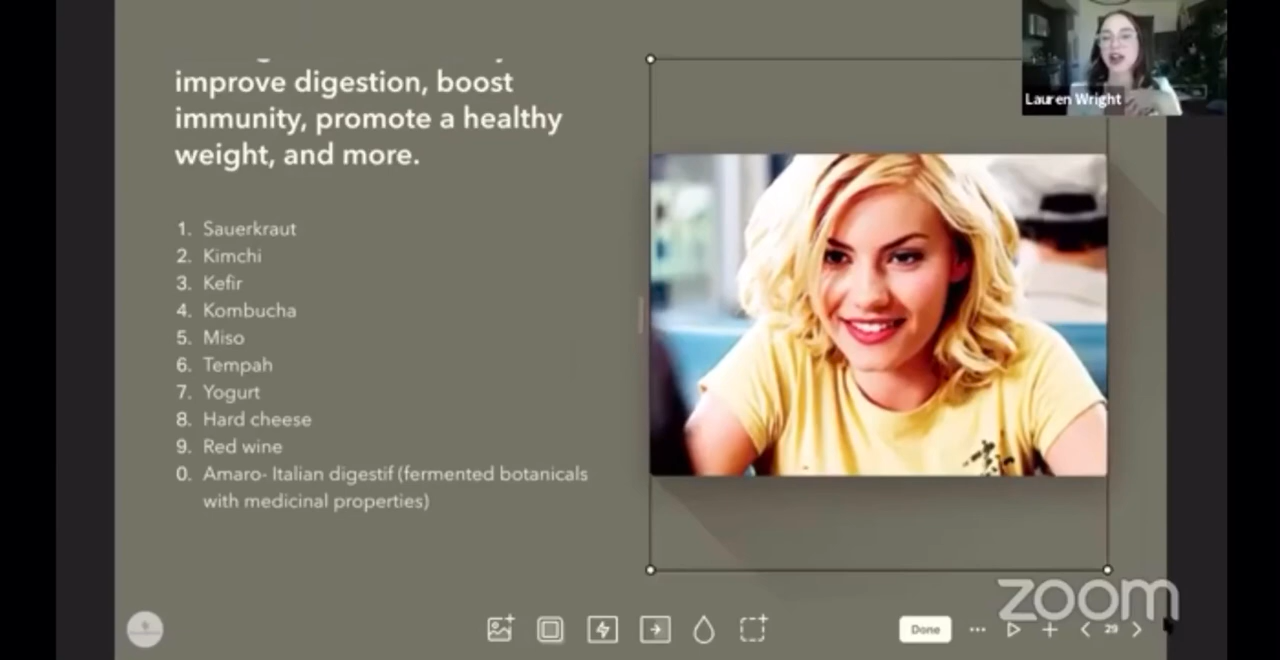 improve digestion, boost
immunity, promote a healthy
weight, and more.
1. Sauerkraut
2. Kimchi
3. Kefir
4. Kombucha
5. Miso
6. Tempah
7. Yogurt
8. Hard cheese
9. Red wine
0. Amaro- Italian digestif (fermented botanicals
with medicinal properties)
Lauren Wright
zoom
Done
29